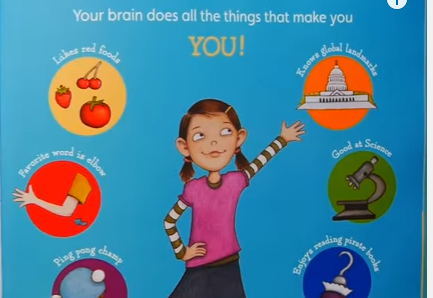 Your brain does all the things that make you
YOU!
Likes red foods
Knows global landmarks
Favorite word is elbow
Good at Science
Ping pong champ
Enjoys reading pirate books